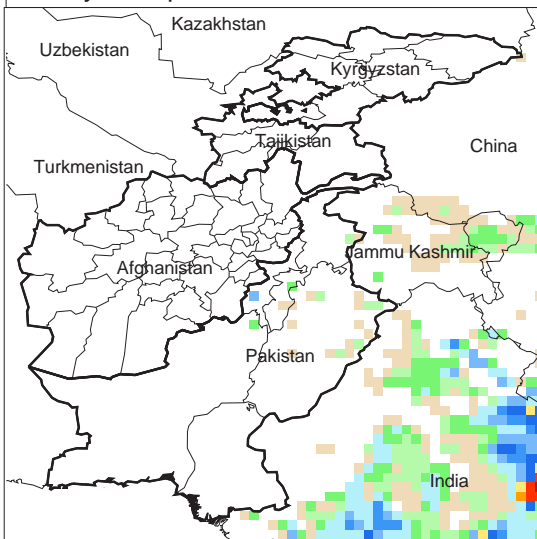 Kazakhstan
Uzbekistan
Kyrgyzstan
Tajikistan
China
Turkmenistan
Jammu Kashmir
Afghanistan
Pakistan
India